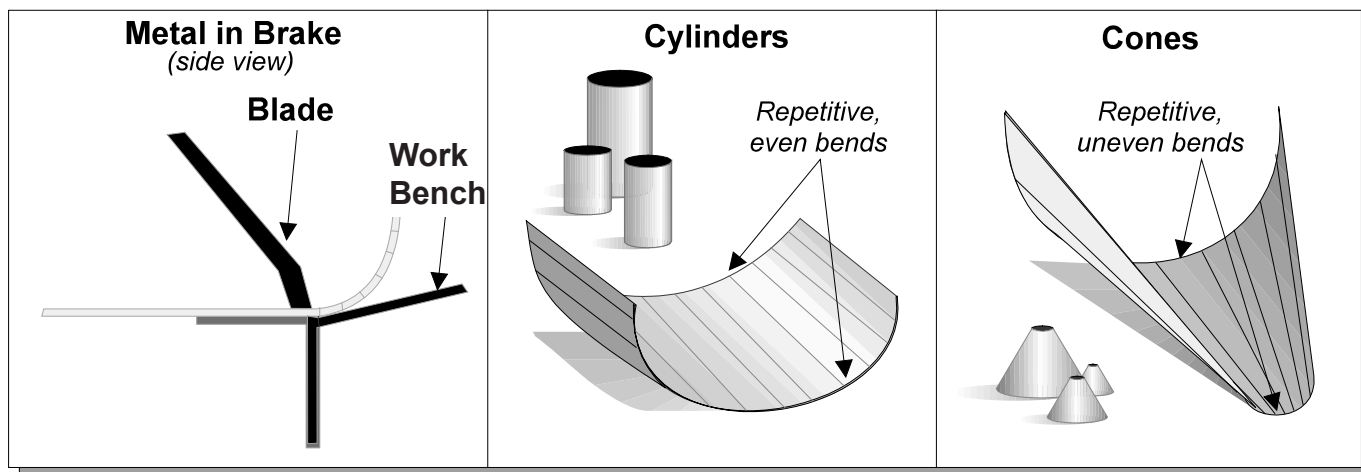 Metal in Brake
(side view)
Blade
Work
Bench
Cylinders
Repetitive,
even bends
Cones
Repetitive,
uneven bends